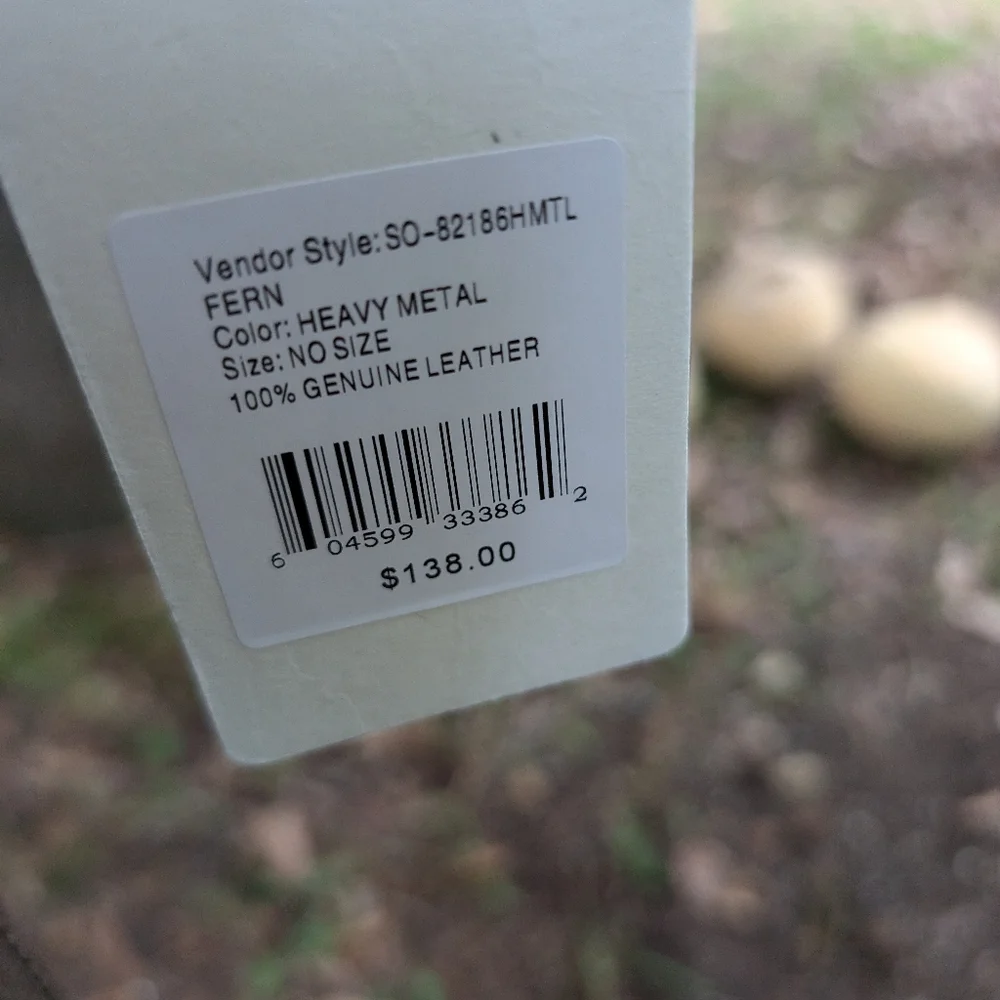 Vendor Style: SO-82186HMTL
FERN
Color: HEAVY METAL
Size: NO SIZE
100% GENUINE LEATHER
6 04599 33386 2
$138.00